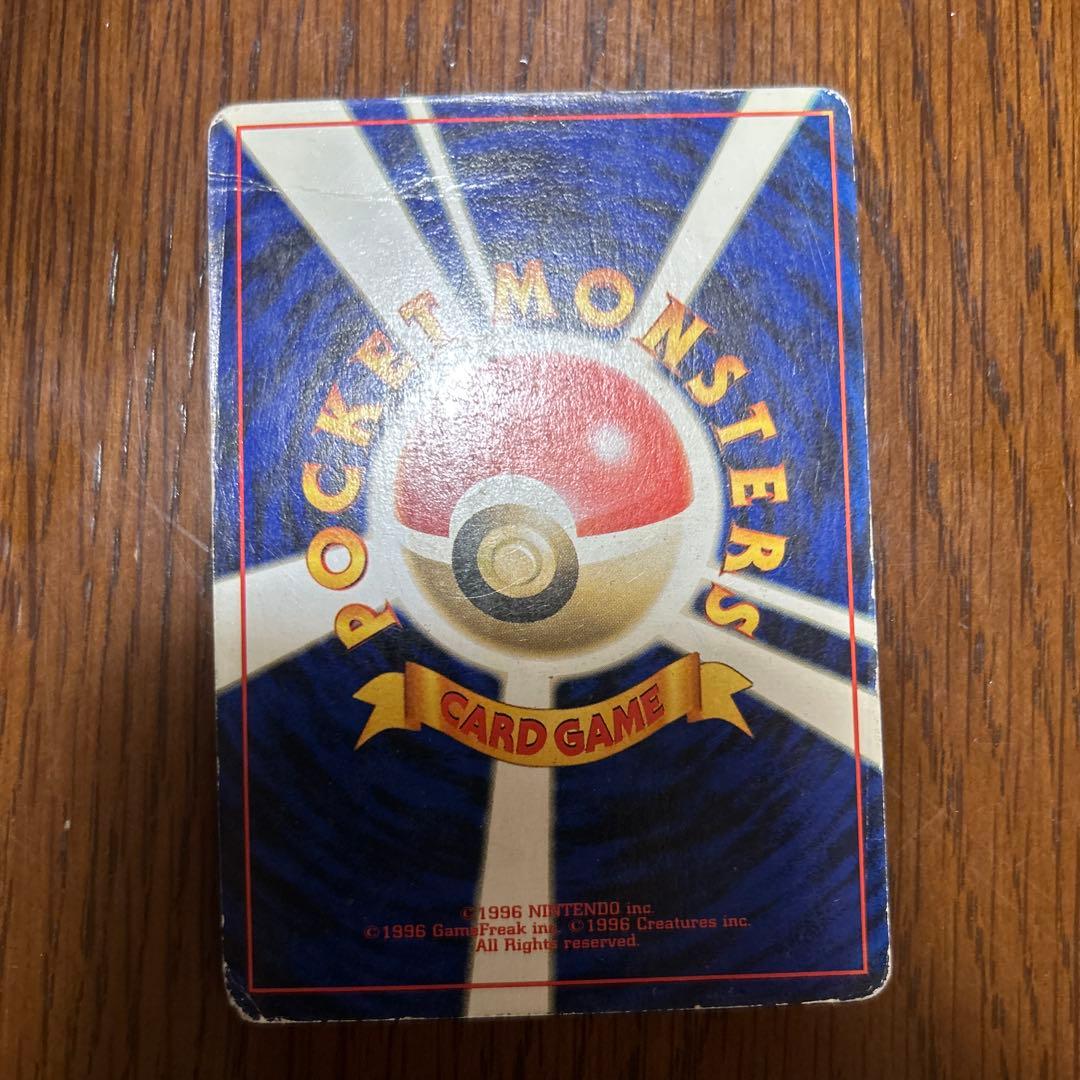 POCKET MONSTERS
CARD GAME
©1996 NINTENDO inc.
©1996 GameFreak inc. ©1996 Creatures inc.
All Rights reserved.